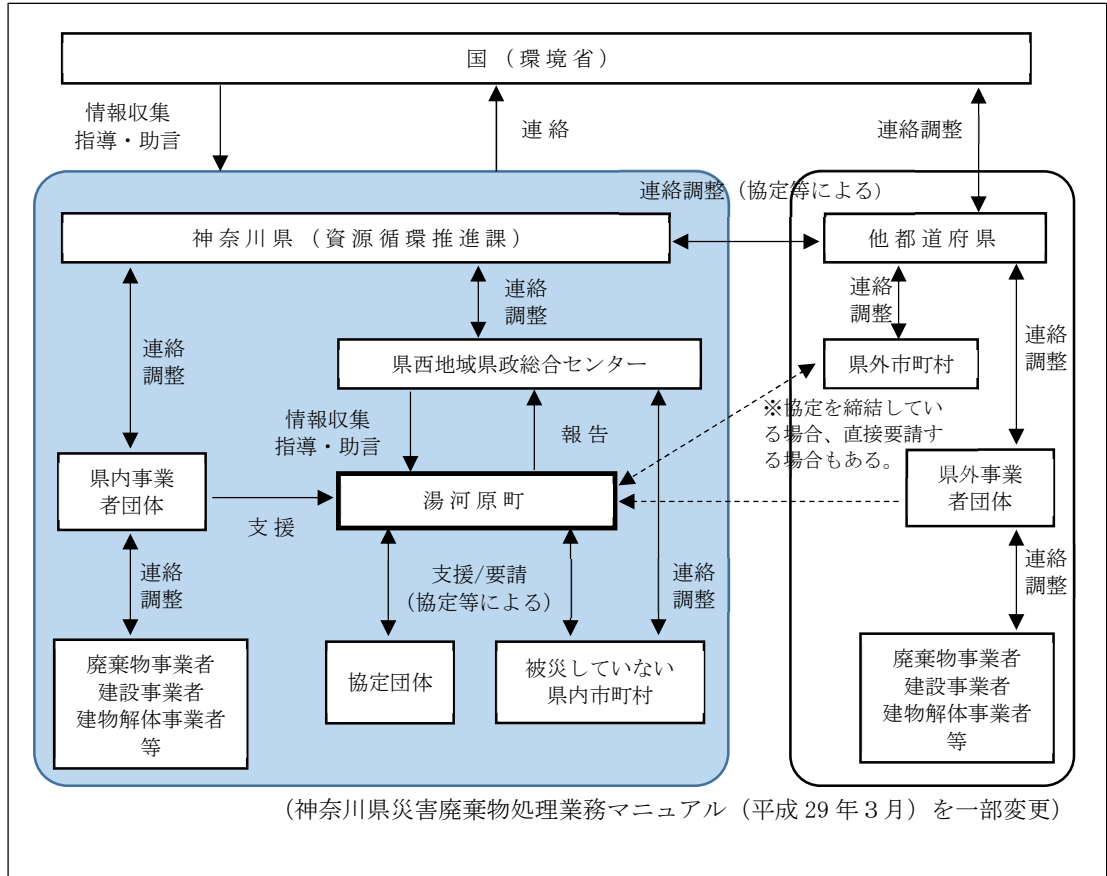 国（環境省）
情報収集
指導・助言
連 絡
連絡調整
連絡調整（協定等による）
神奈川県（資源循環推進課）
他都道府県
連絡
調整
連絡
調整
連絡
調整
連絡
調整
県西地域県政総合センター
県外市町村
※協定を締結してい
る場合、直接要請す
る場合もある。
情報収集
指導・助言
報 告
県内事業
者団体
湯河原町
県外事業
者団体
支 援
連絡
調整
支援/要請
（協定等による）
連絡
調整
連絡
調整
廃棄物事業者
建設事業者
建物解体事業者
等
協定団体
被災していない
県内市町村
廃棄物事業者
建設事業者
建物解体事業者
等
（神奈川県災害廃棄物処理業務マニュアル（平成 29 年３月）を一部変更）